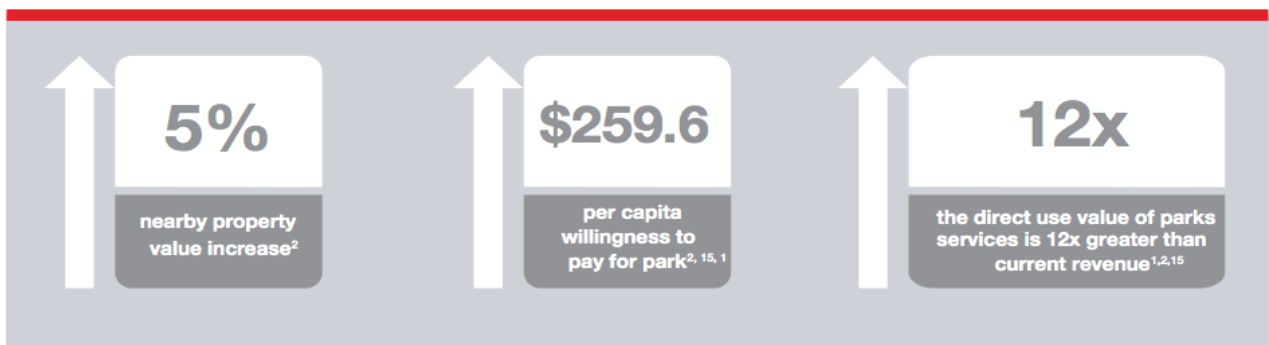 5%
nearby property
value increase²
$259.6
per capita
willingness to
pay for park², ¹⁵, ¹
12x
the direct use value of parks
services is 12x greater than
current revenue¹,²,¹⁵